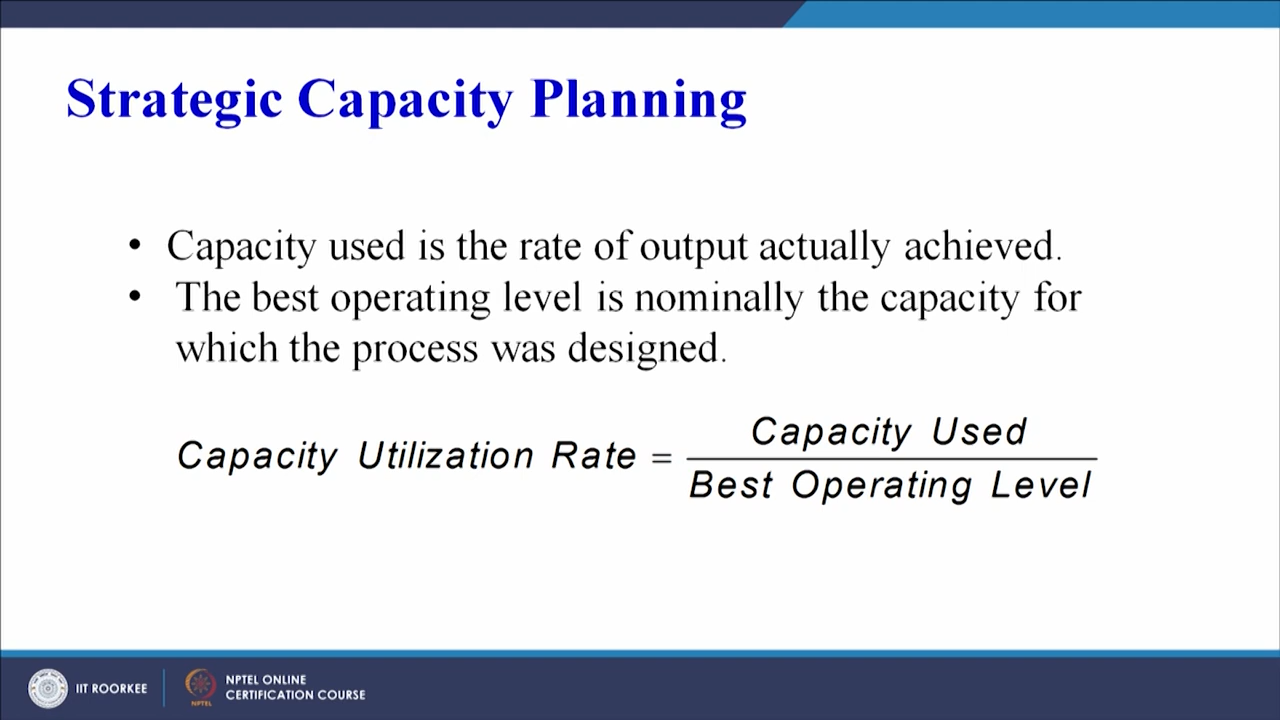 Strategic Capacity Planning
• Capacity used is the rate of output actually achieved.
• The best operating level is nominally the capacity for
which the process was designed.
Capacity Utilization Rate = Capacity Used
Best Operating Level
IIT ROORKEE
NPTEL
NPTEL ONLINE
CERTIFICATION COURSE